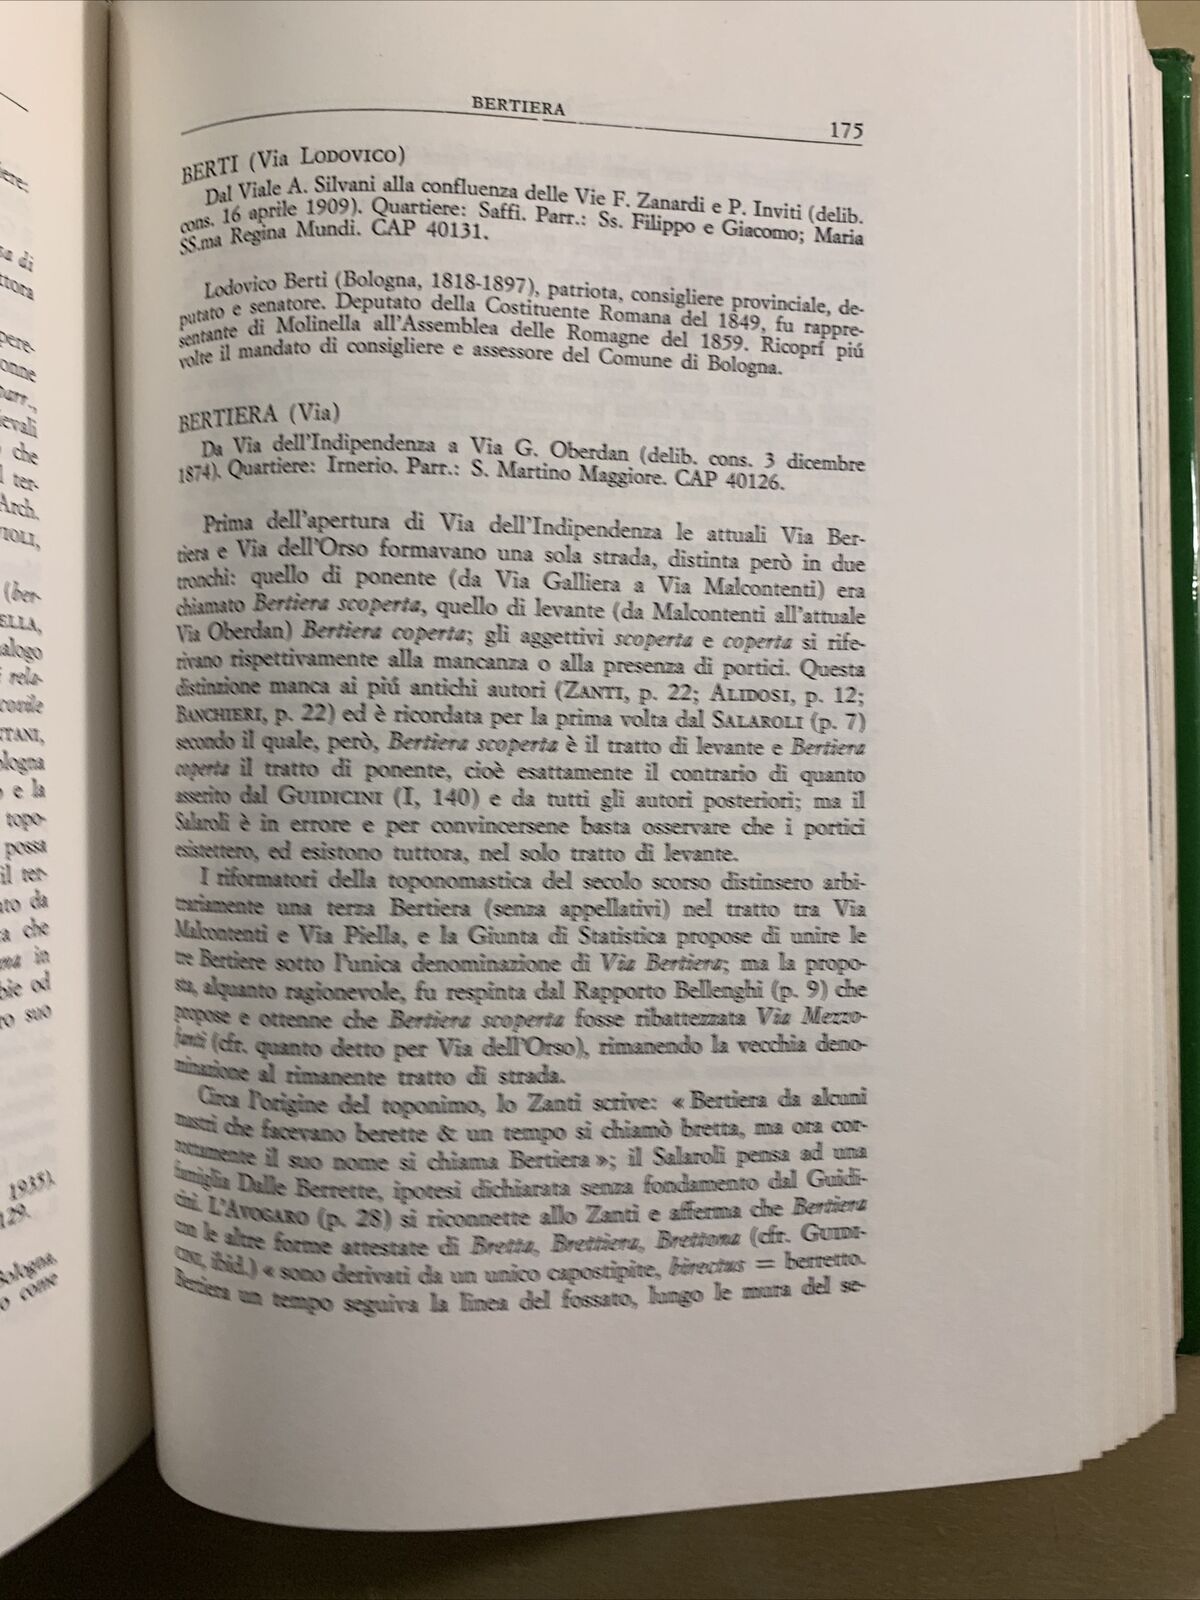 BERTIERA
175
BERTI (Via LODOVICO)
Dal Viale A. Silvani alla confluenza delle Vie F. Zanardi e P. Inviti (delib.
cons. 16 aprile 1909). Quartiere: Saffi. Parr.: Ss. Filippo e Giacomo; Maria
SS.ma Regina Mundi. CAP 40131.
Lodovico Berti (Bologna, 1818-1897), patriota, consigliere provinciale, de-
putato e senatore. Deputato della Costituente Romana del 1849, fu rappre-
sentante di Molinella all'Assemblea delle Romagne del 1859. Ricoprí piú
volte il mandato di consigliere e assessore del Comune di Bologna.
BERTIERA (Via)
Da Via dell'Indipendenza a Via G. Oberdan (delib. cons. 3 dicembre
1874). Quartiere: Irnerio. Parr.: S. Martino Maggiore. CAP 40126.
Prima dell'apertura di Via dell'Indipendenza le attuali Via Ber-
tiera e Via dell'Orso formavano una sola strada, distinta però in due
tronchi: quello di ponente (da Via Galliera a Via Malcontenti) era
chiamato Bertiera scoperta, quello di levante (da Malcontenti all'attuale
Via Oberdan) Bertiera coperta; gli aggettivi scoperta e coperta si rife-
rivano rispettivamente alla mancanza o alla presenza di portici. Questa
distinzione manca ai piú antichi autori (ZANTI, p. 22; ALIDOSI, p. 12;
BANCHIERI, p. 22) ed è ricordata per la prima volta dal SALAROLI (p. 7)
secondo il quale, però, Bertiera scoperta è il tratto di levante e Bertiera
coperta il tratto di ponente, cioè esattamente il contrario di quanto
asserito dal GUIDICINI (I, 140) e da tutti gli autori posteriori; ma il
Salaroli è in errore e per convincersene basta osservare che i portici
esistettero, ed esistono tuttora, nel solo tratto di levante.
I riformatori della toponomastica del secolo scorso distinsero arbi-
trariamente una terza Bertiera (senza appellativi) nel tratto tra Via
Malcontenti e Via Piella, e la Giunta di Statistica propose di unire le
tre Bertiere sotto l'unica denominazione di Via Bertiera; ma la propo-
sta, alquanto ragionevole, fu respinta dal Rapporto Bellenghi (p. 9) che
propose e ottenne che Bertiera scoperta fosse ribattezzata Via Mezzo-
fanti (cfr. quanto detto per Via dell'Orso), rimanendo la vecchia deno-
minazione al rimanente tratto di strada.
Circa l'origine del toponimo, lo Zanti scrive: « Bertiera da alcuni
mastri che facevano berette & un tempo si chiamò bretta, ma ora cor-
rottamente il suo nome si chiama Bertiera »; il Salaroli pensa ad una
famiglia Dalle Berrette, ipotesi dichiarata senza fondamento dal Guidi-
cini. L'AVOGARO (p. 28) si riconnette allo Zanti e afferma che Bertiera
con le altre forme attestate di Bretta, Brettiera, Brettona (cfr. GUIDI-
CINI, ibid.) « sono derivati da un unico capostipite, birectus = berretto.
Bertiera un tempo seguiva la linea del fossato, lungo le mura del se-